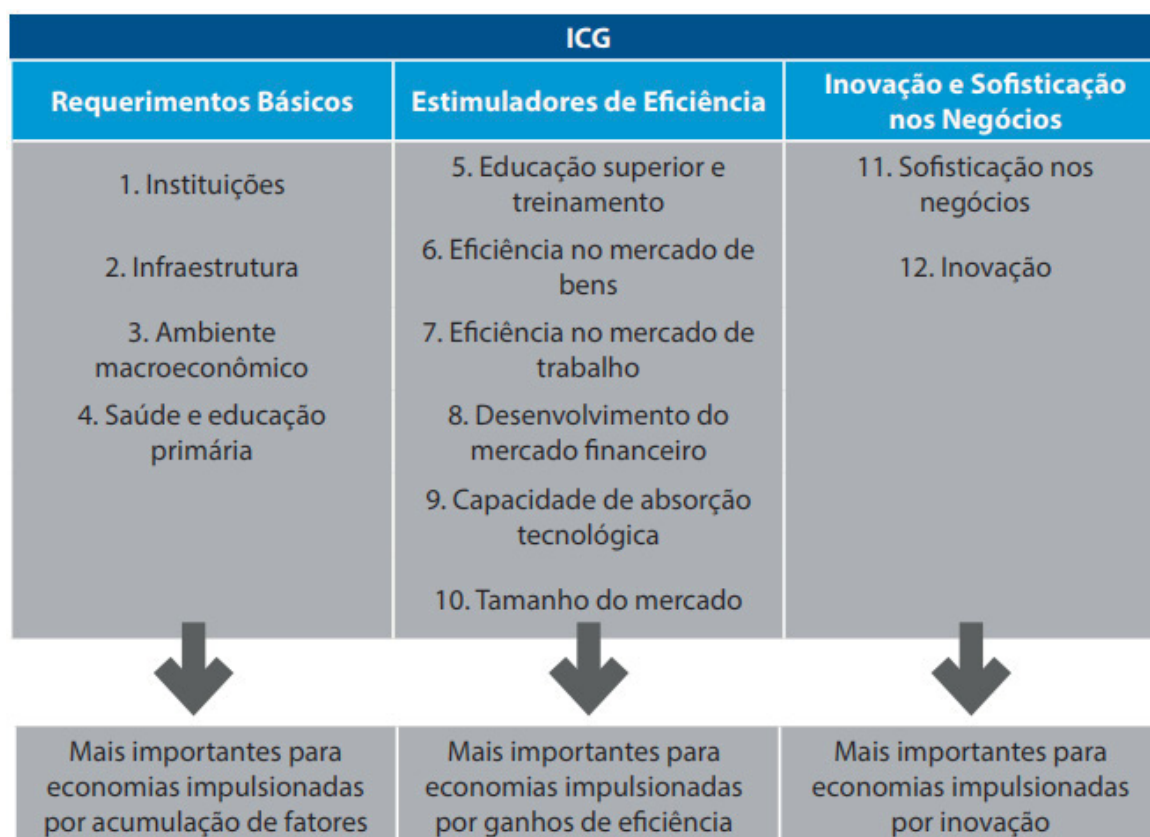 ICG
Requerimentos Básicos
Estimuladores de Eficiência
Inovação e Sofisticação
nos Negócios
1. Instituições
2. Infraestrutura
3. Ambiente
macroeconômico
4. Saúde e educação
primária
5. Educação superior e
treinamento
6. Eficiência no mercado de
bens
7. Eficiência no mercado de
trabalho
8. Desenvolvimento do
mercado financeiro
9. Capacidade de absorção
tecnológica
10. Tamanho do mercado
11. Sofisticação nos
negócios
12. Inovação
Mais importantes para
economias impulsionadas
por acumulação de fatores
Mais importantes para
economias impulsionadas
por ganhos de eficiência
Mais importantes para
economias impulsionadas
por inovação